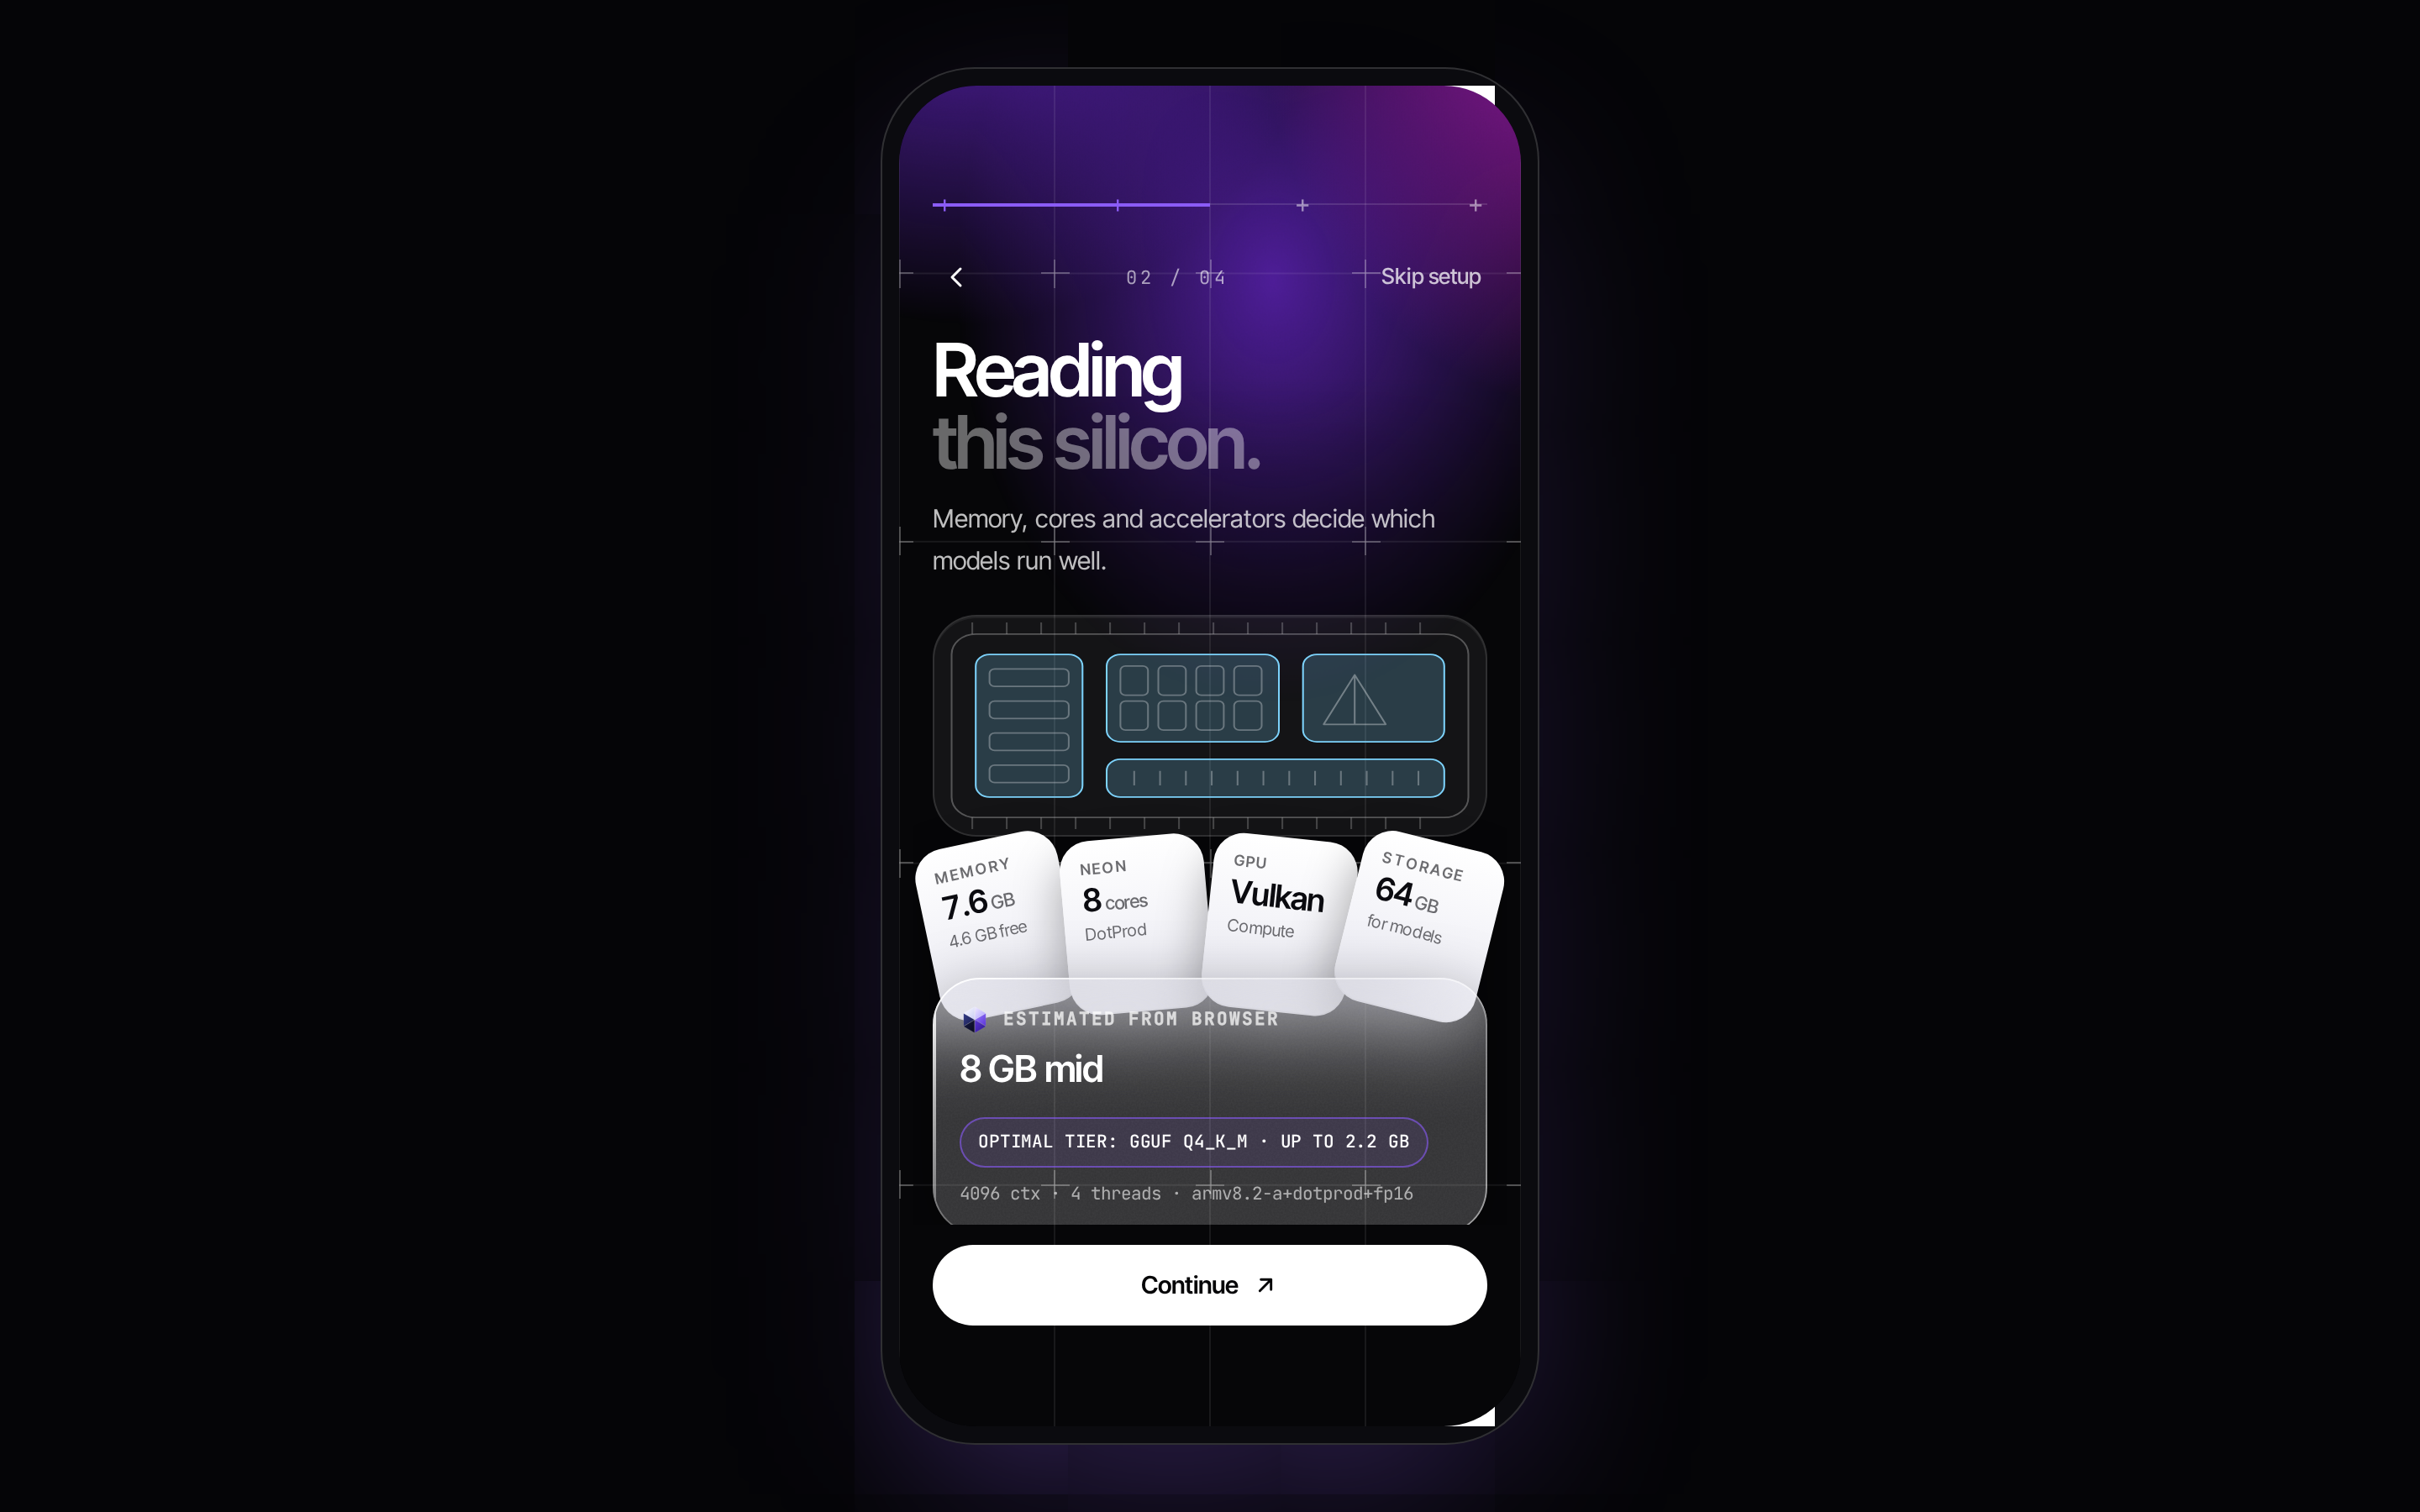 02 / 04
Skip setup
Reading
this silicon.
Memory, cores and accelerators decide which
models run well.
MEMORY
7.6 GB
4.6 GB free
NEON
8 cores
DotProd
GPU
Vulkan
Compute
STORAGE
64 GB
for models
ESTIMATED FROM BROWSER
8 GB mid
OPTIMAL TIER: GGUF Q4_K_M · UP TO 2.2 GB
4096 ctx · 4 threads · armv8.2-a+dotprod+fp16
Continue